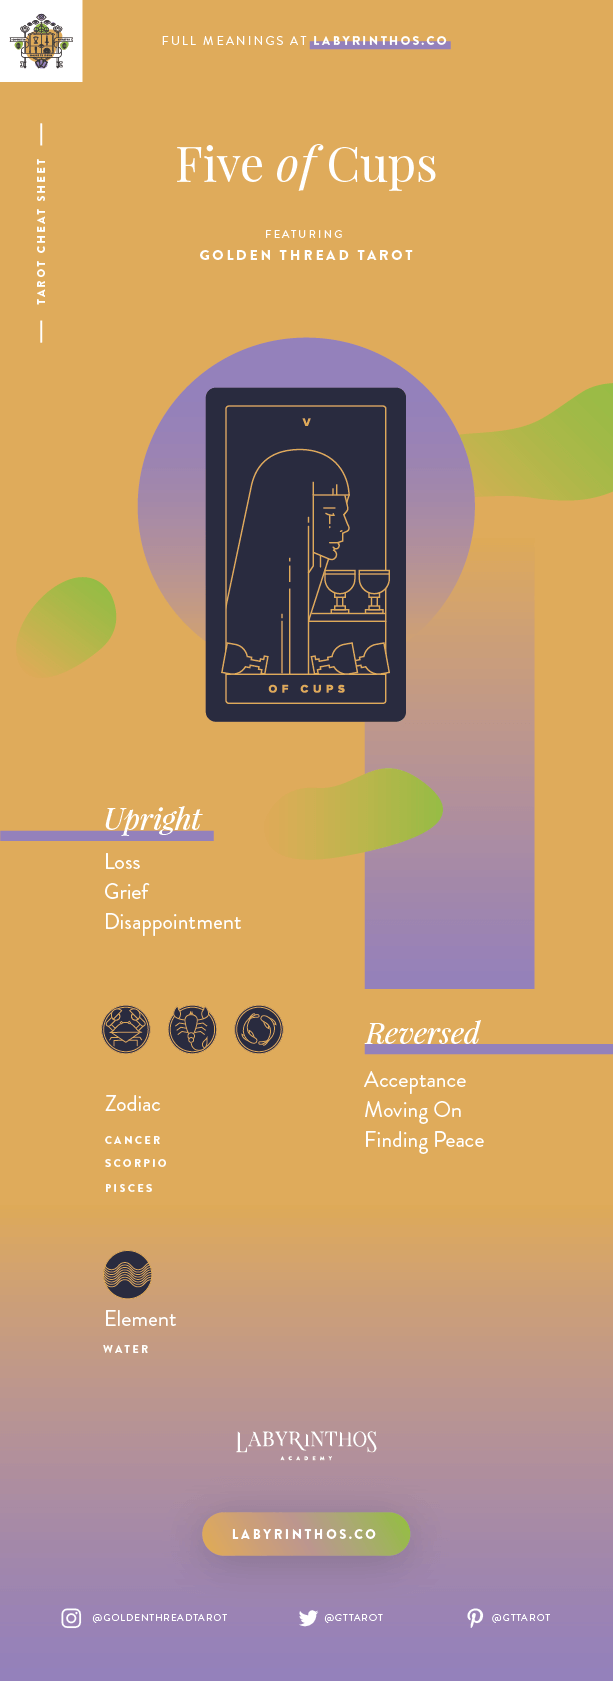 FULL MEANINGS AT LABYRINTHOS.CO
TAROT CHEAT SHEET
Five of Cups
FEATURING
GOLDEN THREAD TAROT
V
OF CUPS
Upright
Loss
Grief
Disappointment
Reversed
Acceptance
Moving On
Finding Peace
Zodiac
CANCER
SCORPIO
PISCES
Element
WATER
LABYRINTHOS
ACADEMY
LABYRINTHOS.CO
@GOLDENTHREADTAROT
@GTTAROT
@GTTAROT